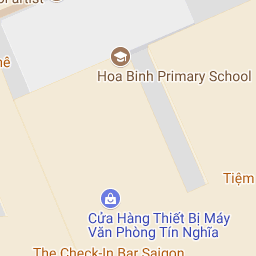 artist
Hoa Binh Primary School
Tiệm
Cửa Hàng Thiết Bị Máy
Văn Phòng Tín Nghĩa
The Check-In Bar Saigon